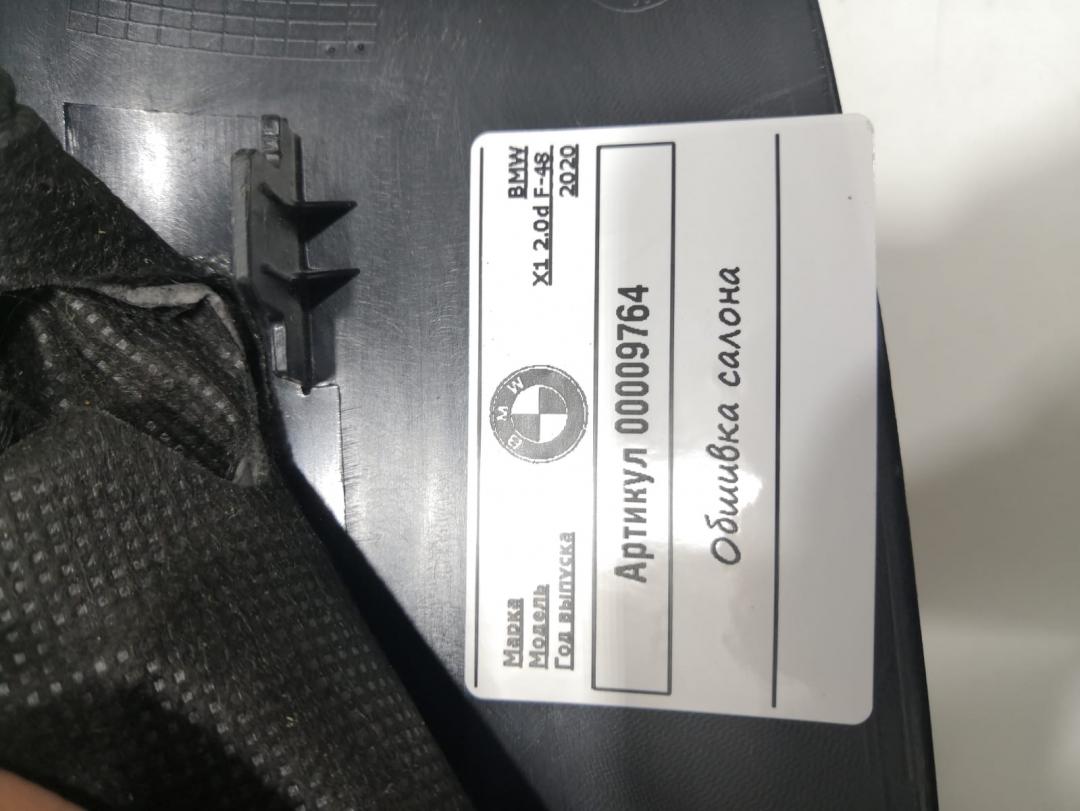 Марка BMW
Модель X1 2.0d F-48
Год выпуска 2020
BMW
Артикул 00009764
Обшивка салона